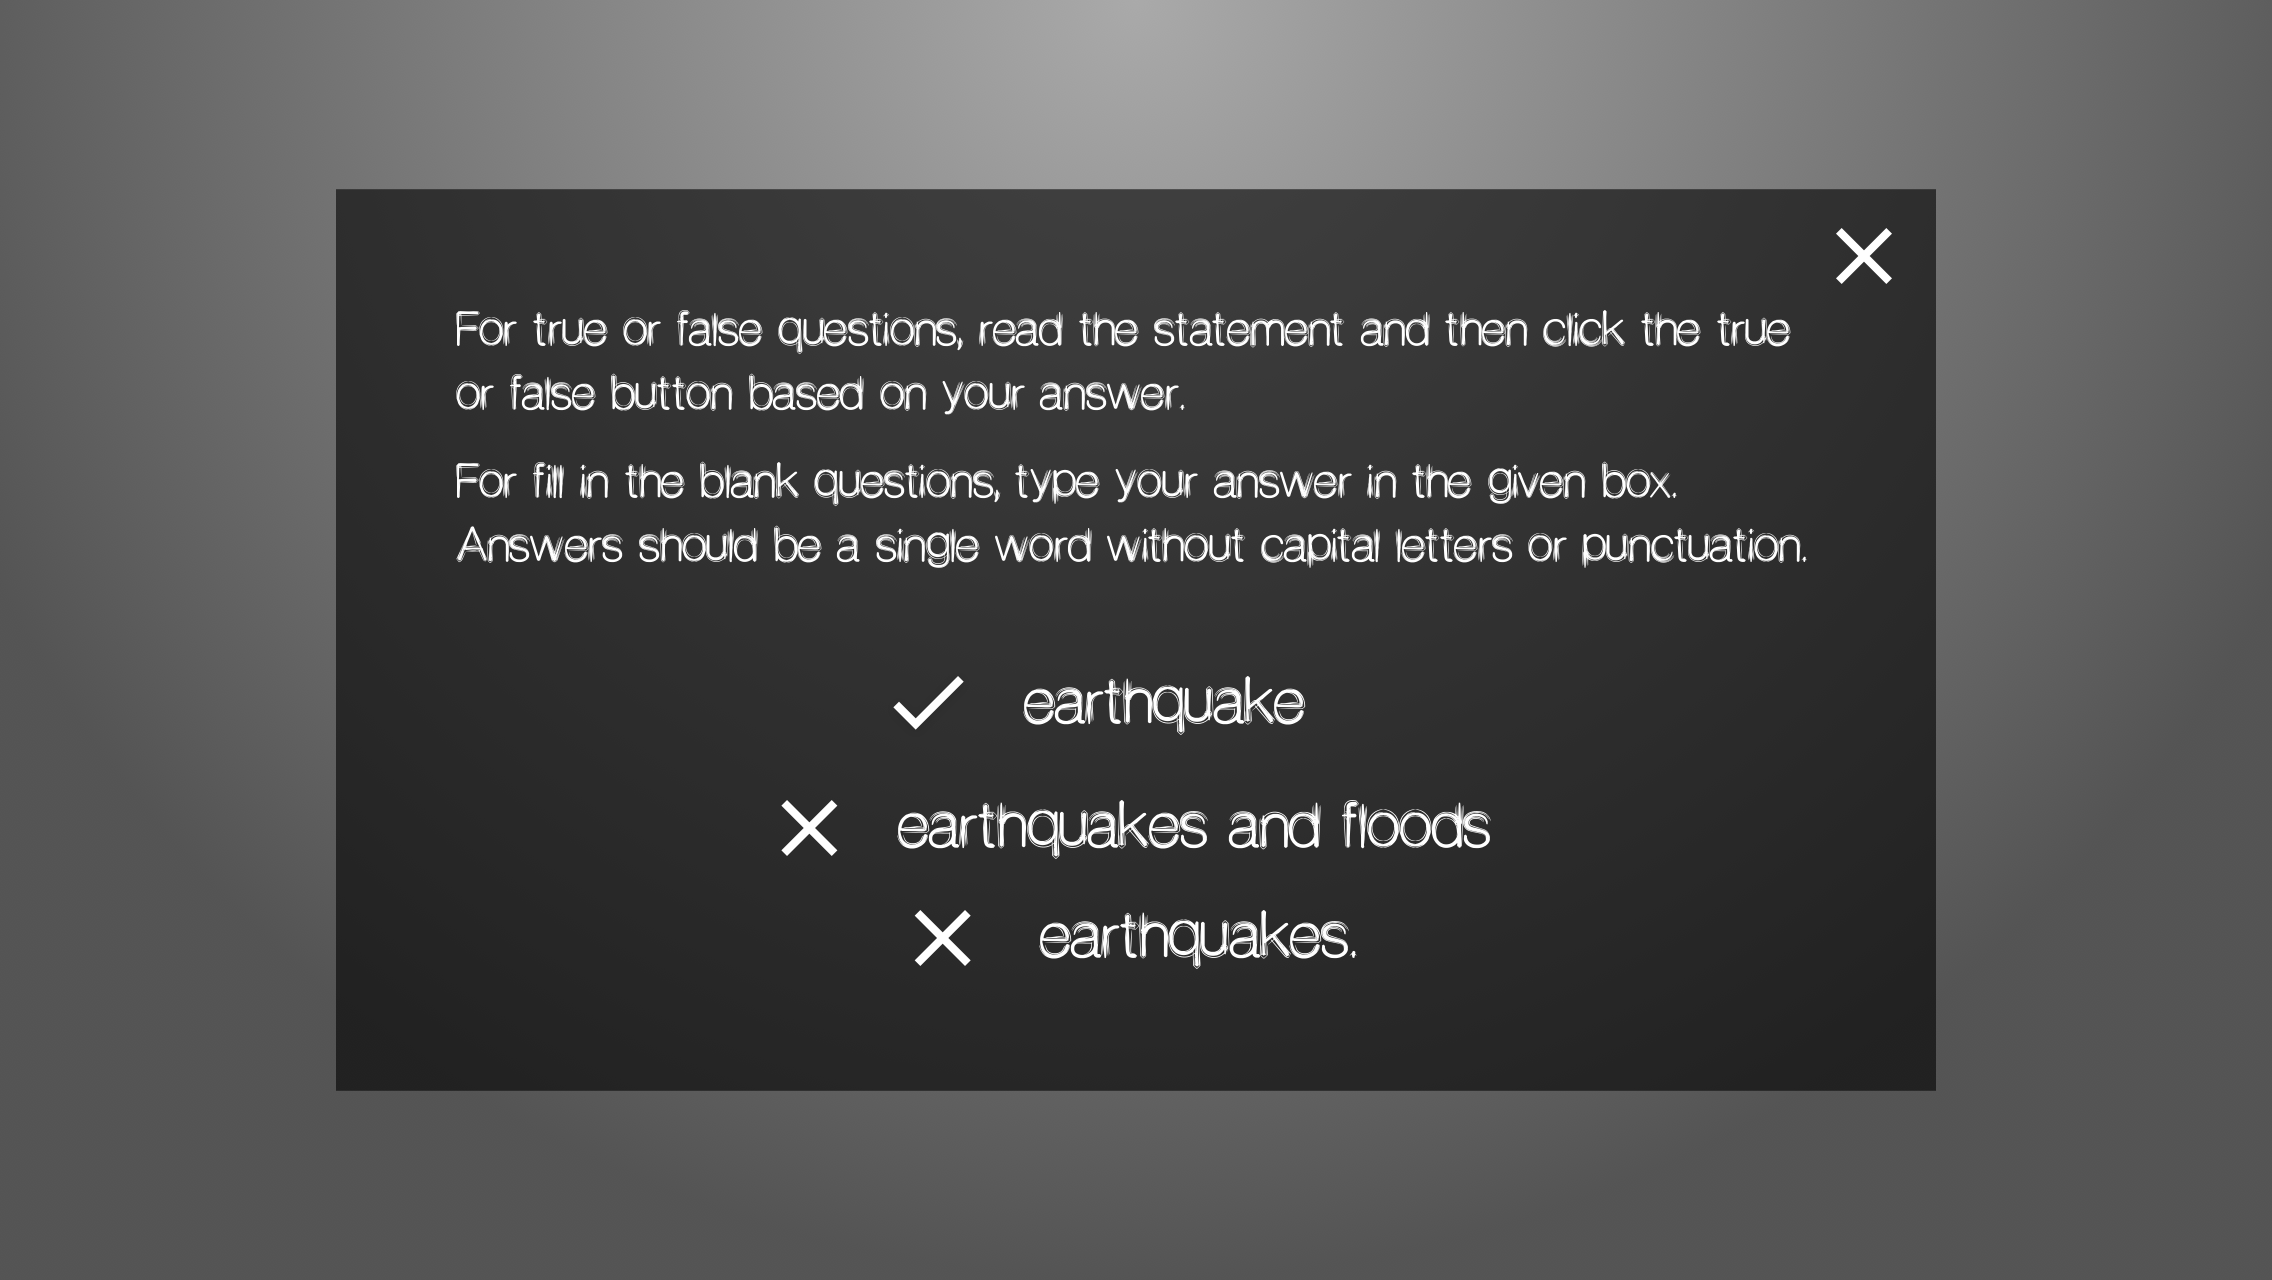 For true or false questions, read the statement and then click the true
or false button based on your answer.
For fill in the blank questions, type your answer in the given box.
Answers should be a single word without capital letters or punctuation.
earthquake
earthquakes and floods
earthquakes.